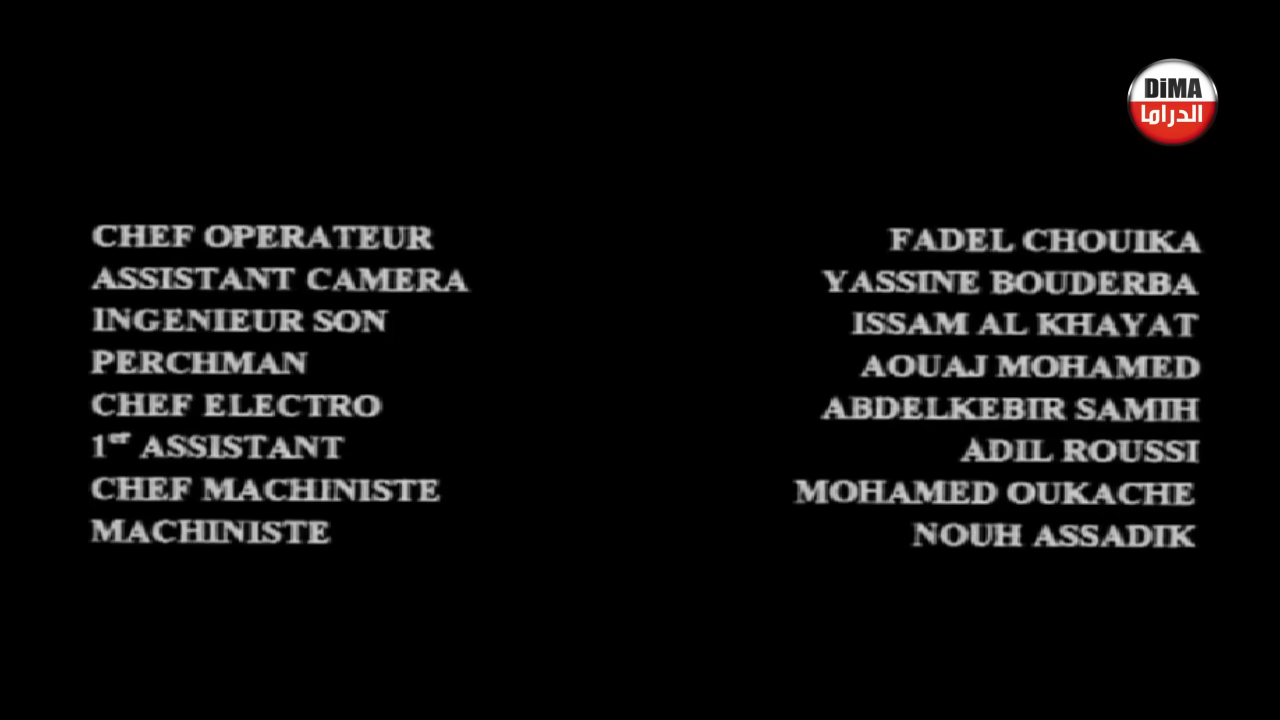 DiMA
الدراما
CHEF OPERATEUR FADEL CHOUIKA
ASSISTANT CAMERA YASSINE BOUDERBA
INGENIEUR SON ISSAM AL KHAYAT
PERCHMAN AOUAJ MOHAMED
CHEF ELECTRO ABDELKEBIR SAMIH
1er ASSISTANT ADIL ROUSSI
CHEF MACHINISTE MOHAMED OUKACHE
MACHINISTE NOUH ASSADIK